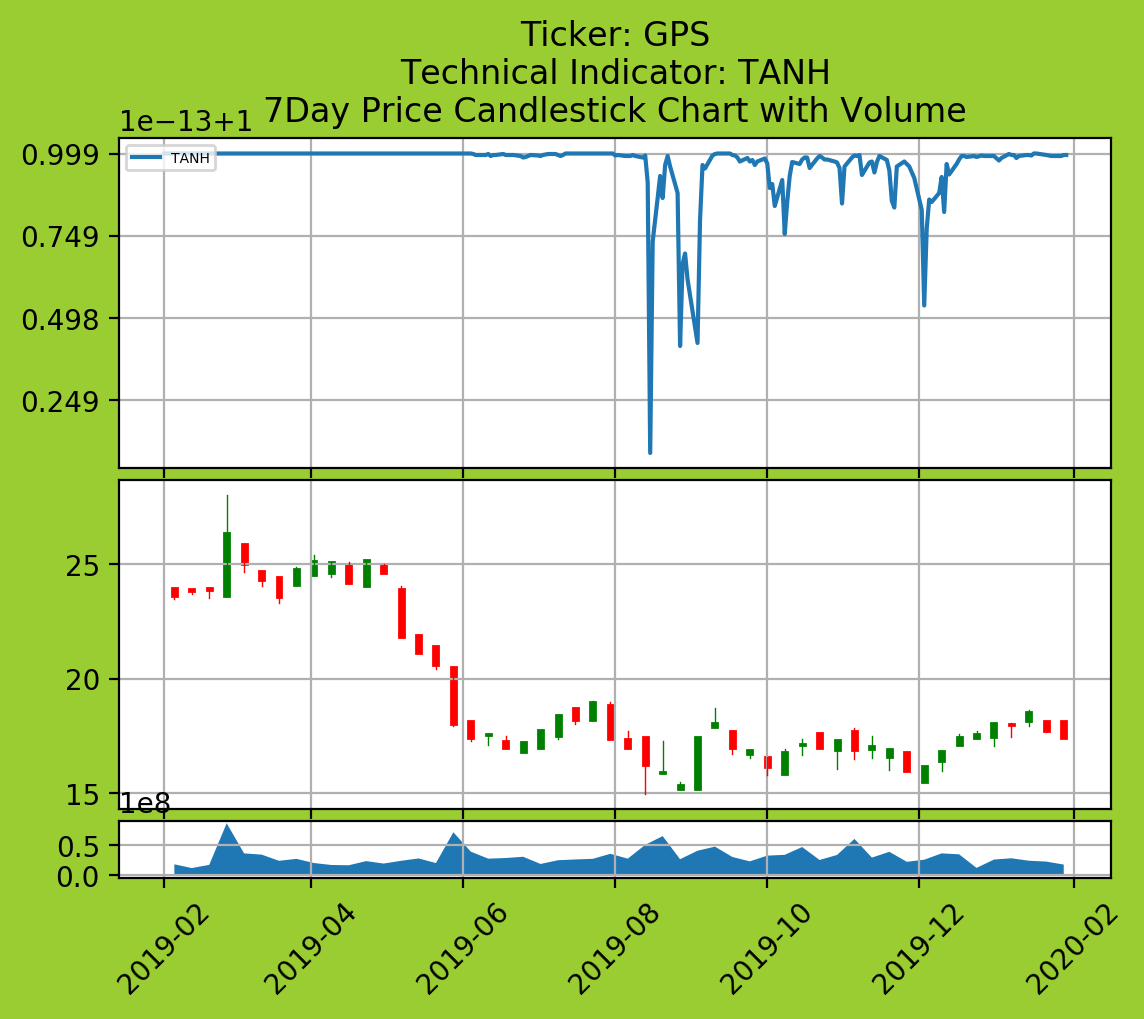 Ticker: GPS
Technical Indicator: TANH
7Day Price Candlestick Chart with Volume
1e−13+1
TANH
0.999
0.749
0.498
0.249
25
20
15
1e8
0.5
0.0
2019-02
2019-04
2019-06
2019-08
2019-10
2019-12
2020-02